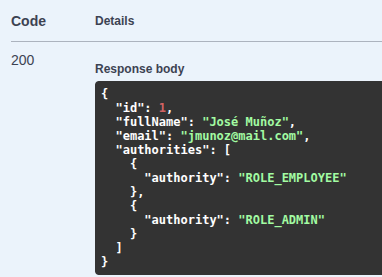 Code Details
200
Response body
{
  "id": 1,
  "fullName": "José Muñoz",
  "email": "jmunoz@mail.com",
  "authorities": [
    {
      "authority": "ROLE_EMPLOYEE"
    },
    {
      "authority": "ROLE_ADMIN"
    }
  ]
}